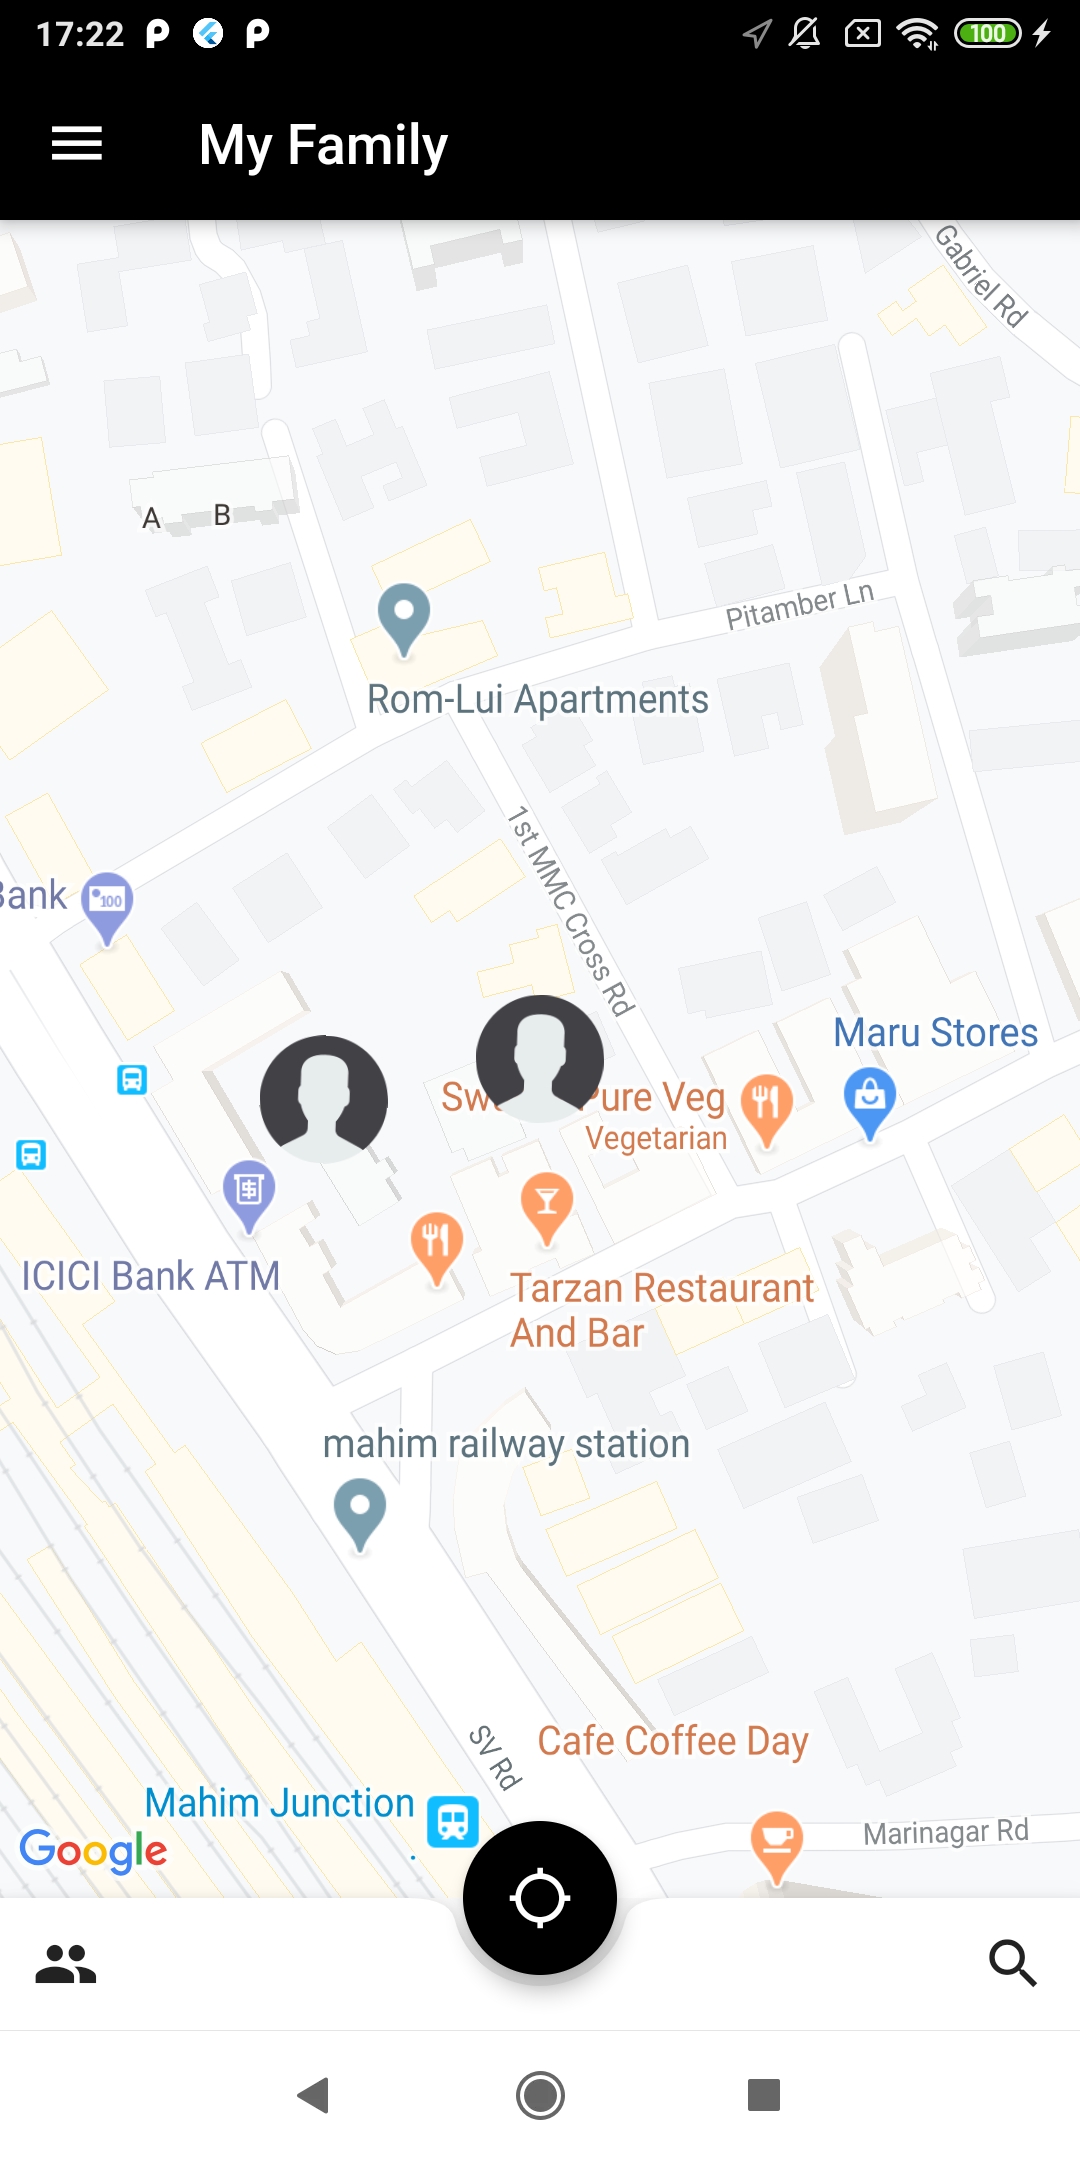 17:22
100
My Family
Gabriel Rd
A
B
Pitamber Ln
Rom-Lui Apartments
1st MMC Cross Rd
Bank
100
Maru Stores
Pure Veg
Vegetarian
ICICI Bank ATM
Tarzan Restaurant
And Bar
mahim railway station
SV Rd
Cafe Coffee Day
Mahim Junction
Marinagar Rd
Google